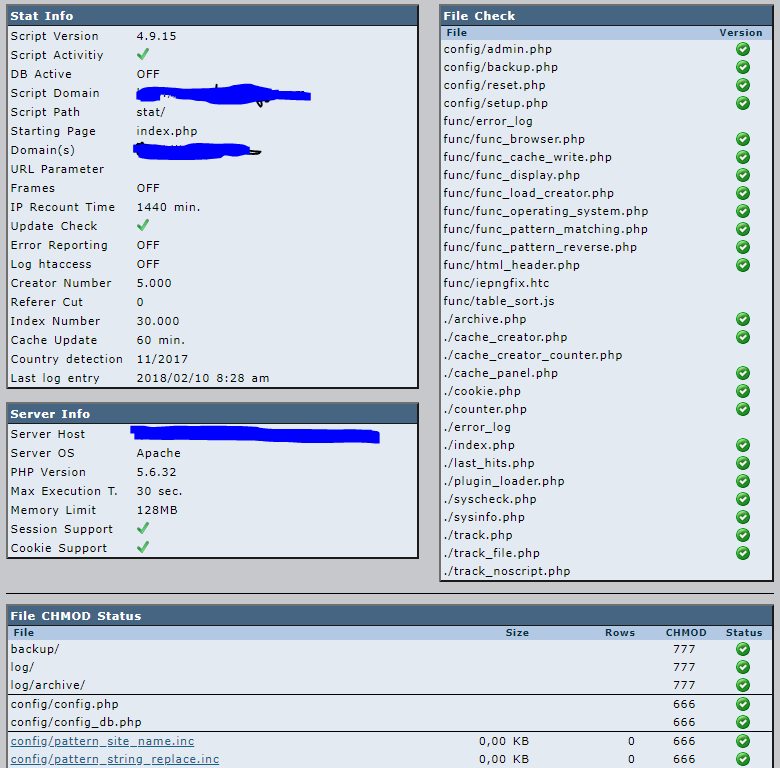 Stat Info
Script Version 4.9.15
Script Activitiy
DB Active OFF
Script Domain
Script Path stat/
Starting Page index.php
Domain(s)
URL Parameter
Frames OFF
IP Recount Time 1440 min.
Update Check
Error Reporting OFF
Log htaccess OFF
Creator Number 5.000
Referer Cut 0
Index Number 30.000
Cache Update 60 min.
Country detection 11/2017
Last log entry 2018/02/10 8:28 am
Server Info
Server Host
Server OS Apache
PHP Version 5.6.32
Max Execution T. 30 sec.
Memory Limit 128MB
Session Support
Cookie Support
File Check
File Version
config/admin.php
config/backup.php
config/reset.php
config/setup.php
func/error_log
func/func_browser.php
func/func_cache_write.php
func/func_display.php
func/func_load_creator.php
func/func_operating_system.php
func/func_pattern_matching.php
func/func_pattern_reverse.php
func/html_header.php
func/iepngfix.htc
func/table_sort.js
./archive.php
./cache_creator.php
./cache_creator_counter.php
./cache_panel.php
./cookie.php
./counter.php
./error_log
./index.php
./last_hits.php
./plugin_loader.php
./syscheck.php
./sysinfo.php
./track.php
./track_file.php
./track_noscript.php
File CHMOD Status
File Size Rows CHMOD Status
backup/ 777
log/ 777
log/archive/ 777
config/config.php 666
config/config_db.php 666
config/pattern_site_name.inc 0,00 KB 0 666
config/pattern_string_replace.inc 0,00 KB 0 666